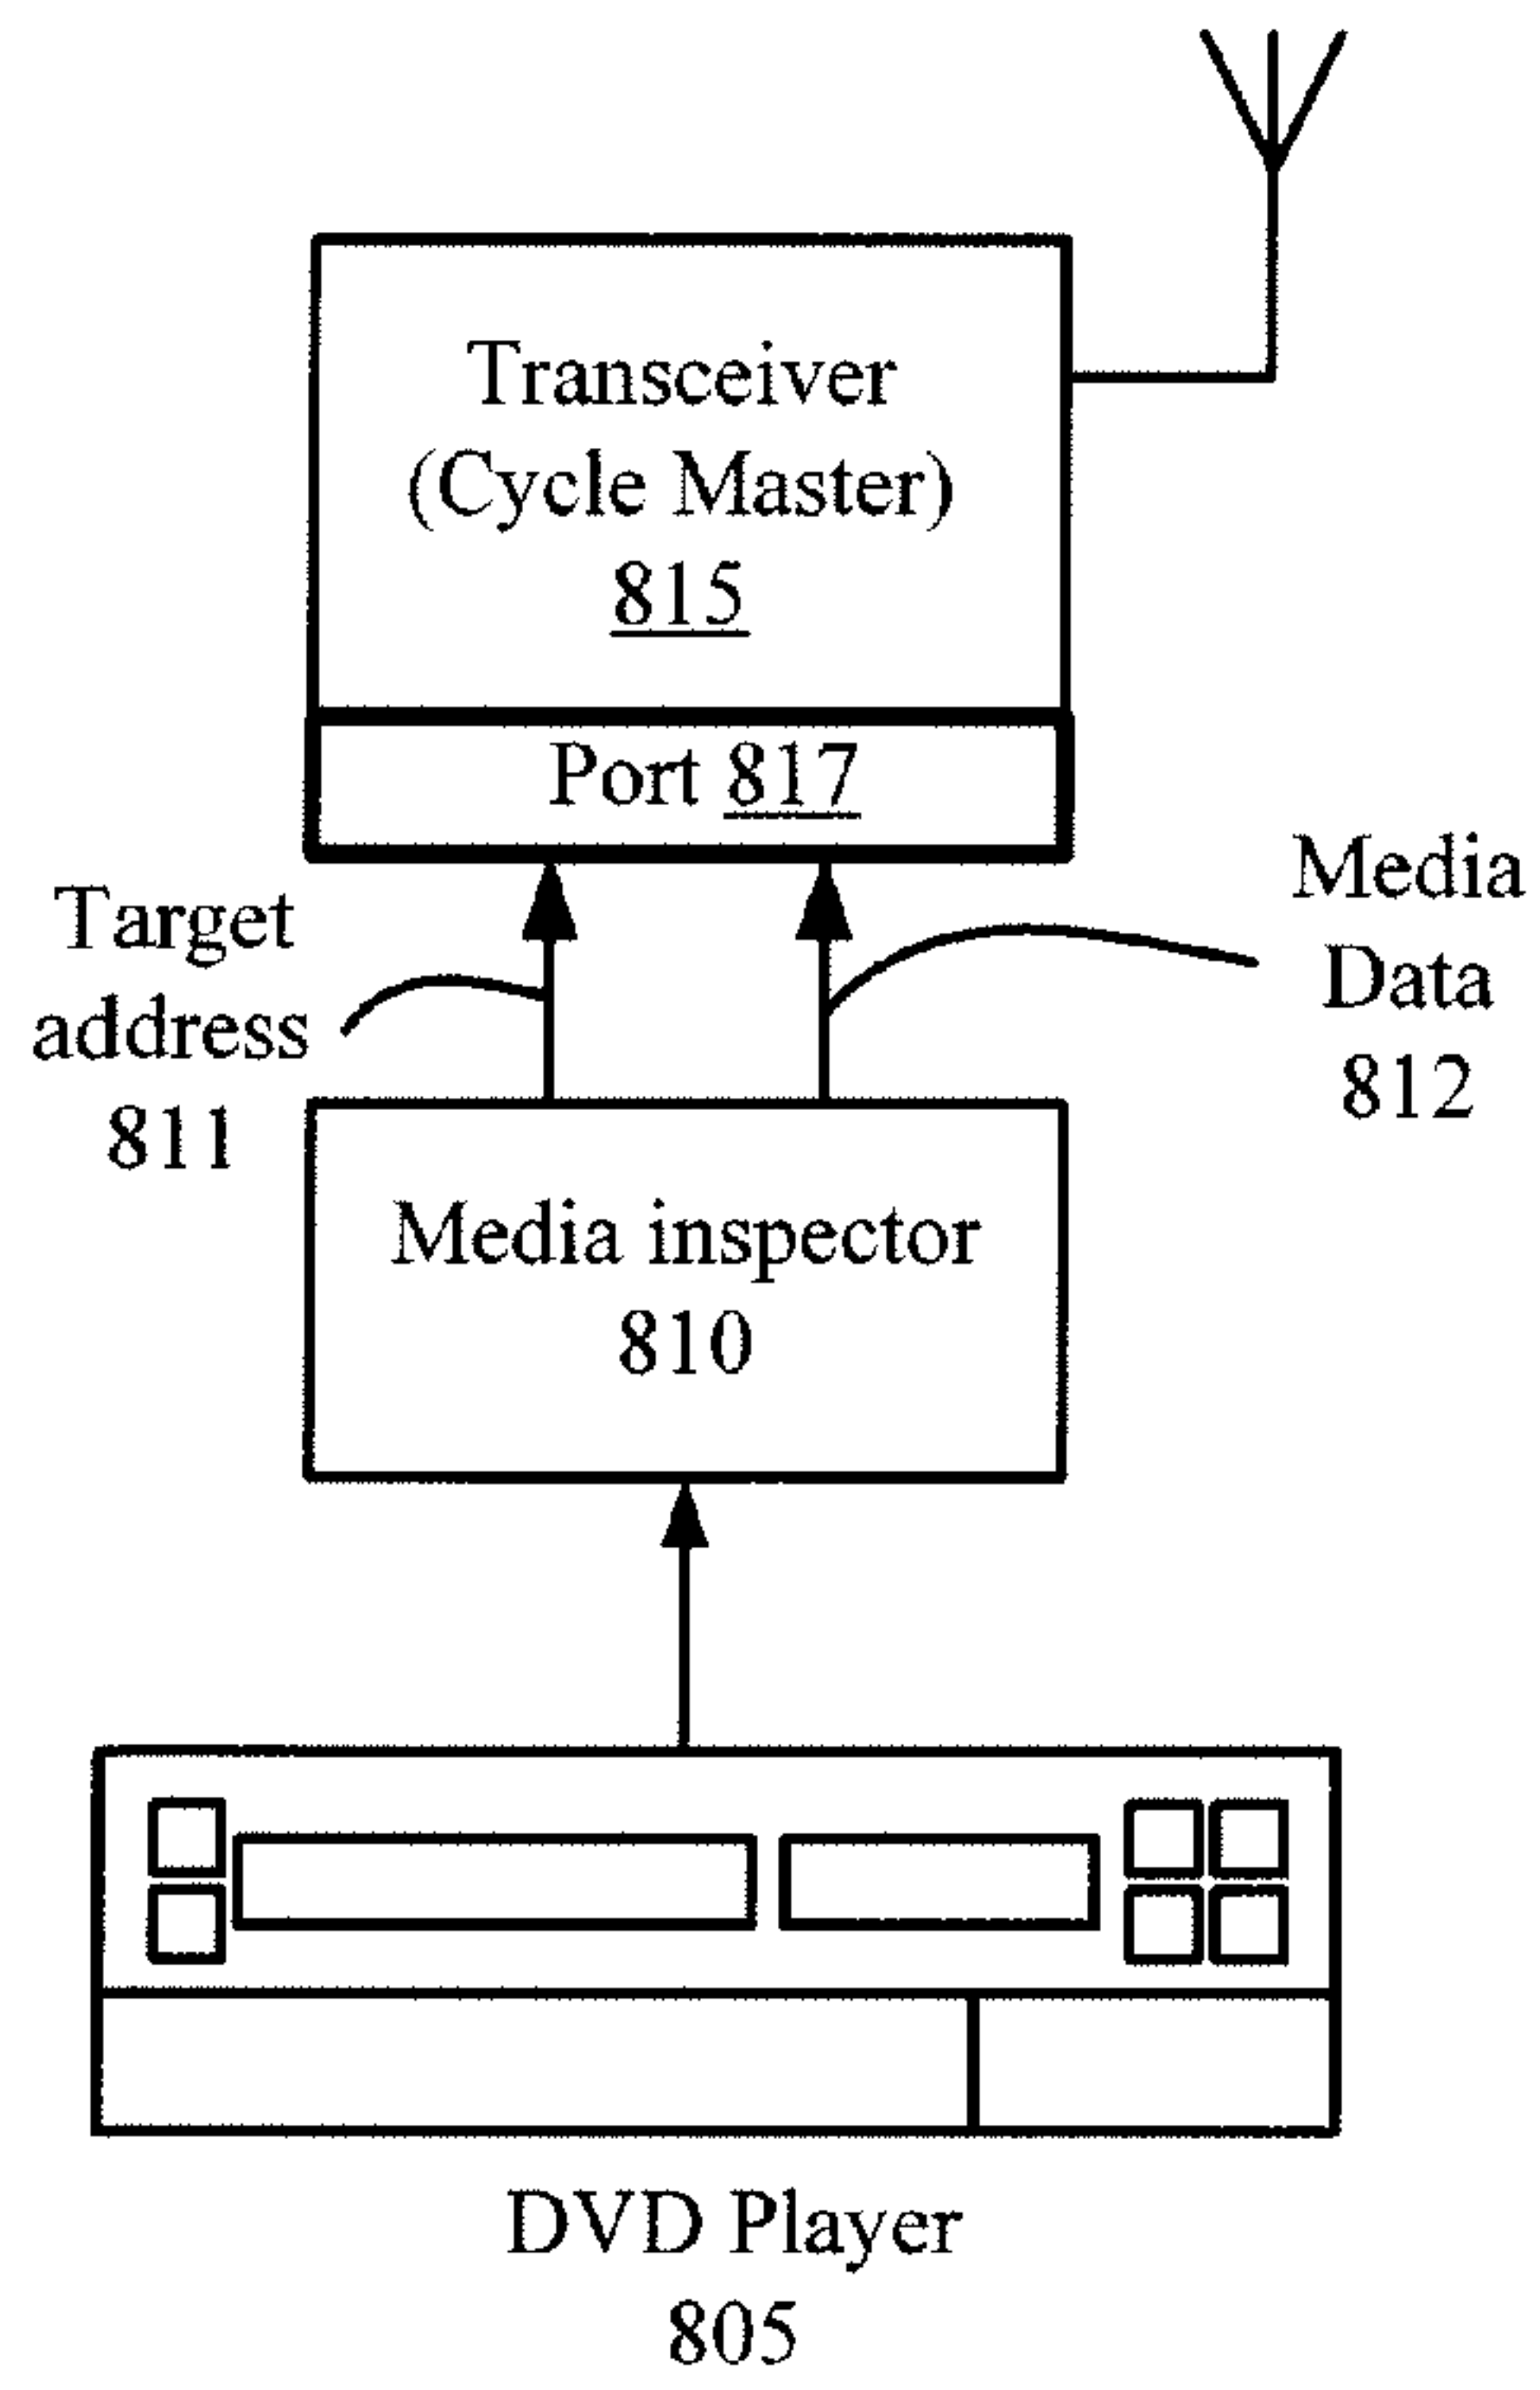 Transceiver
(Cycle Master)
815
Port 817
Target
address
811
Media
Data
812
Media inspector
810
DVD Player
805